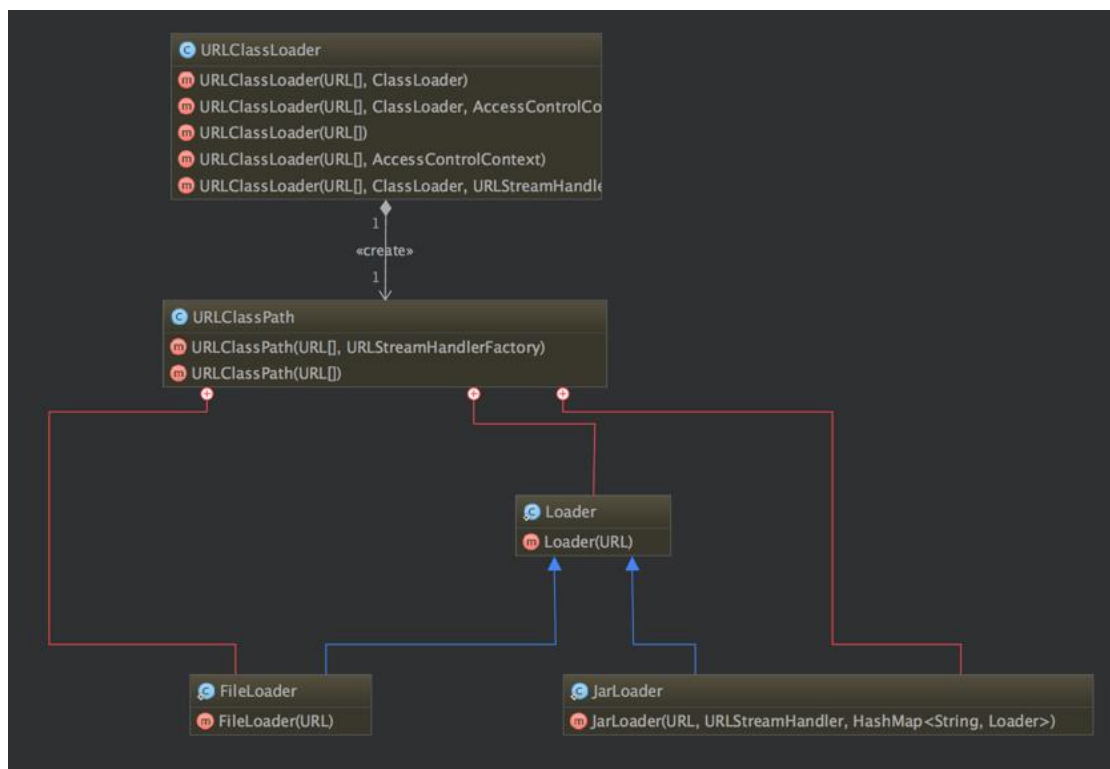 URLClassLoader
URLClassLoader(URL[], ClassLoader)
URLClassLoader(URL[], ClassLoader, AccessControlCo
URLClassLoader(URL[])
URLClassLoader(URL[], AccessControlContext)
URLClassLoader(URL[], ClassLoader, URLStreamHandle
1
«create»
1
URLClassPath
URLClassPath(URL[], URLStreamHandlerFactory)
URLClassPath(URL[])
Loader
Loader(URL)
FileLoader
FileLoader(URL)
JarLoader
JarLoader(URL, URLStreamHandler, HashMap<String, Loader>)